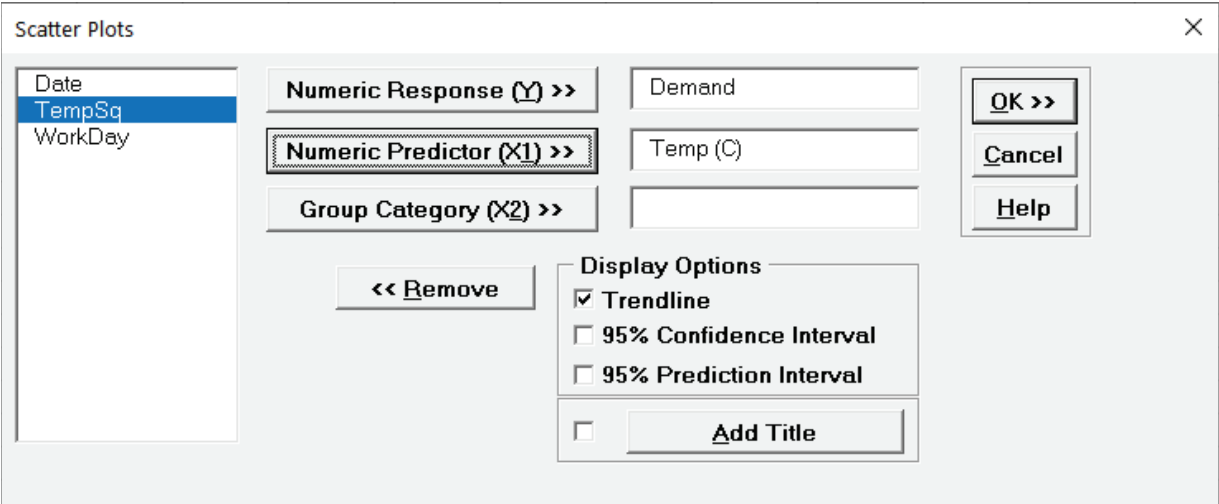 Scatter Plots
Date
TempSq
WorkDay
Numeric Response (Y) >>
Demand
Numeric Predictor (X1) >>
Temp (C)
Group Category (X2) >>
OK >>
Cancel
Help
<< Remove
Display Options
Trendline
95% Confidence Interval
95% Prediction Interval
Add Title